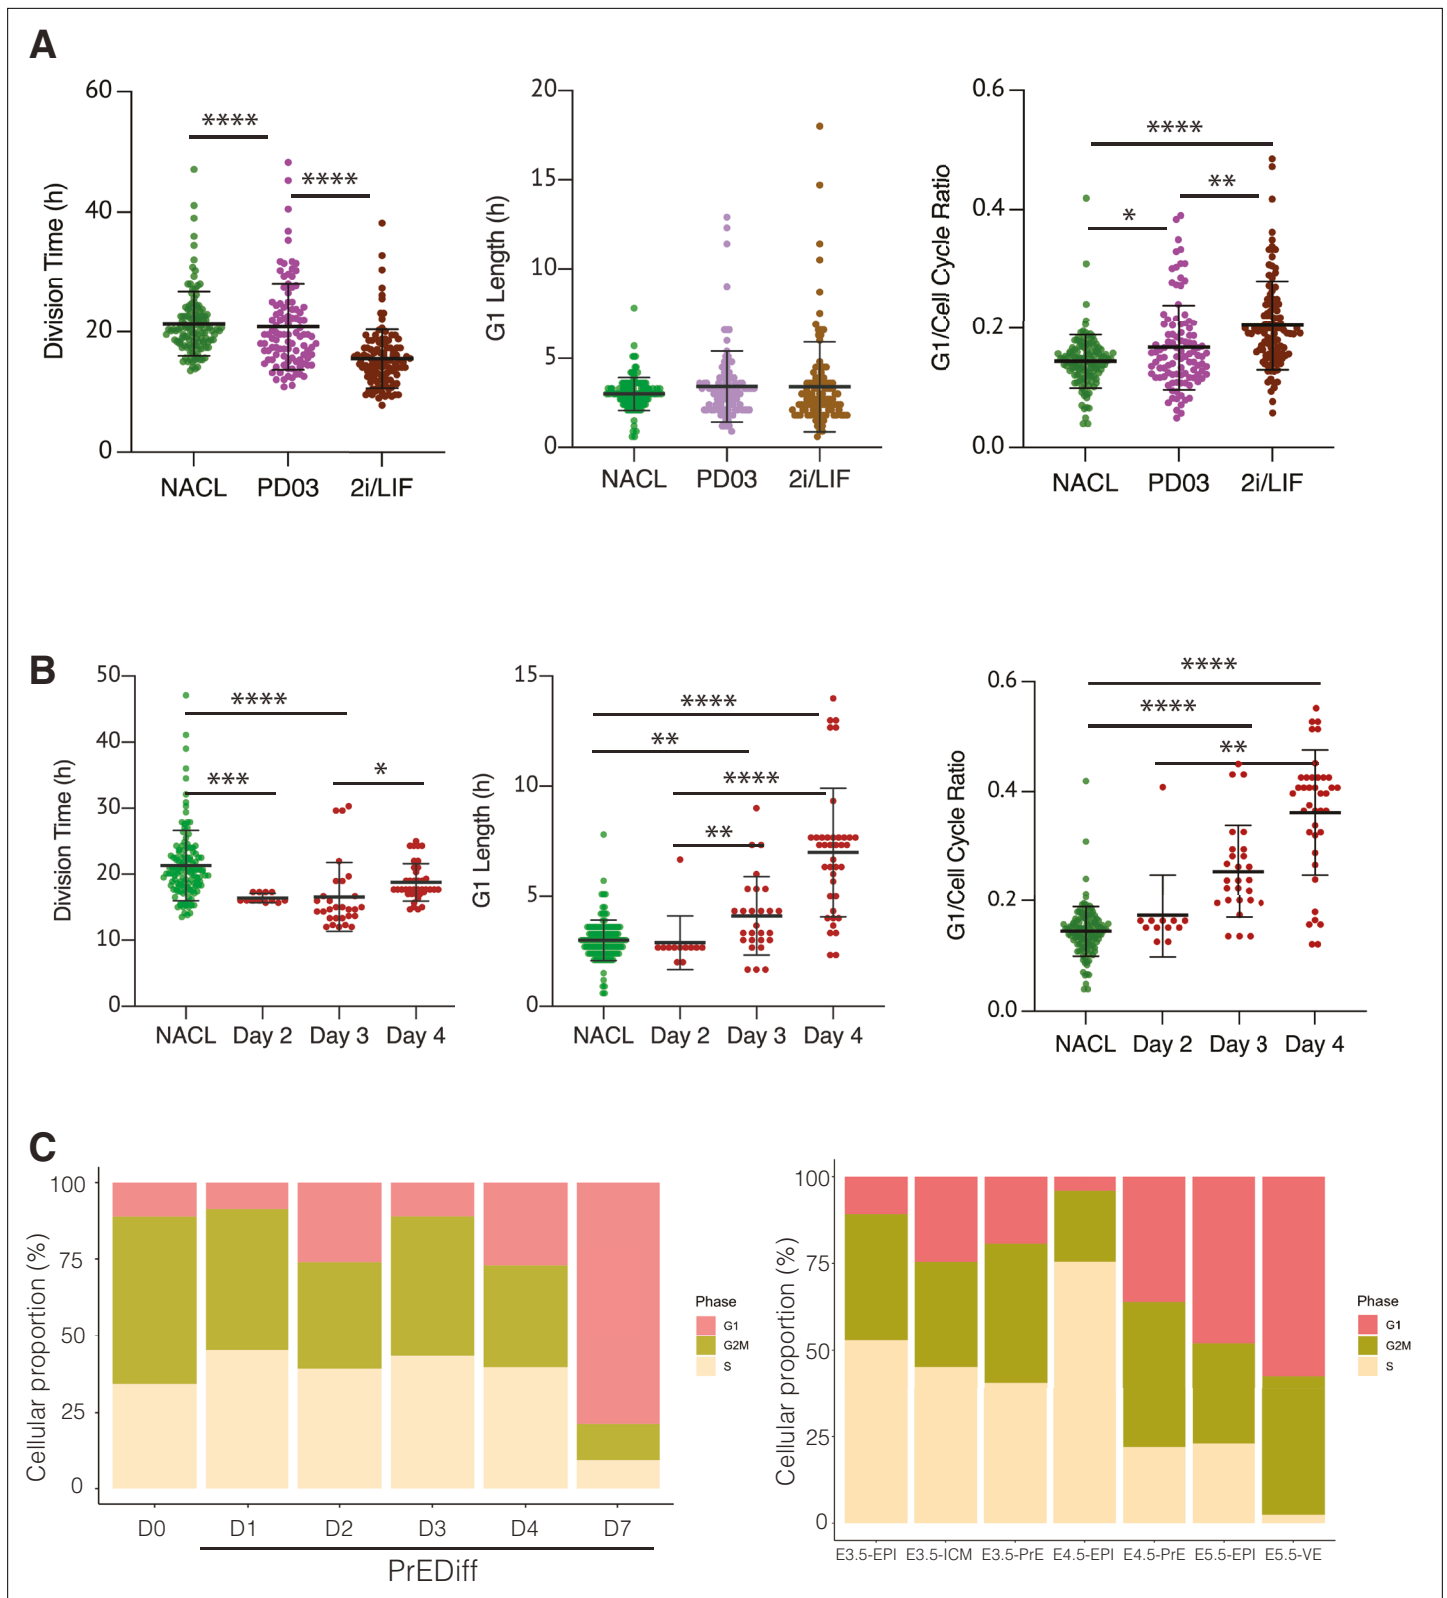 A
Division Time (h)
60
40
20
0
****
****
NACL PD03 2i/LIF
G1 Length (h)
20
15
10
5
0
NACL PD03 2i/LIF
G1/Cell Cycle Ratio
0.6
0.4
0.2
0.0
****
**
*
NACL PD03 2i/LIF
B
Division Time (h)
50
40
30
20
10
0
****
***
*
NACL Day 2 Day 3 Day 4
G1 Length (h)
15
10
5
0
****
**
****
**
NACL Day 2 Day 3 Day 4
G1/Cell Cycle Ratio
0.6
0.4
0.2
0.0
****
****
**
NACL Day 2 Day 3 Day 4
C
Cellular proportion (%)
100
75
50
25
0
D0 D1 D2 D3 D4 D7
PrEDiff
Phase
G1
G2M
S
Cellular proportion (%)
100
75
50
25
0
E3.5-EPI E3.5-ICM E3.5-PrE E4.5-EPI E4.5-PrE E5.5-EPI E5.5-VE
Phase
G1
G2M
S